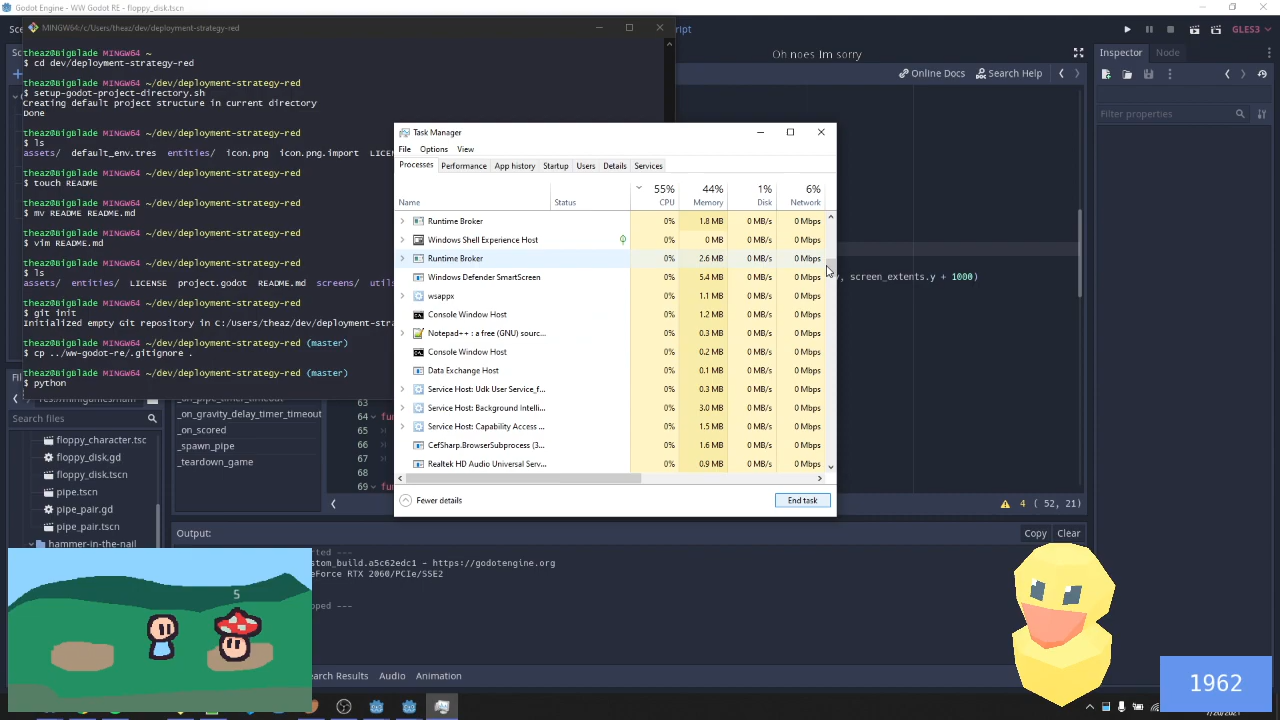 Godot Engine - WW Godot RE - floppy_disk.tscn
MINGW64:/c/Users/theaz/dev/deployment-strategy-red
theaz@BigBlade MINGW64 ~
$ cd dev/deployment-strategy-red
theaz@BigBlade MINGW64 ~/dev/deployment-strategy-red
$ setup-godot-project-directory.sh
Creating default project structure in current directory
Done
theaz@BigBlade MINGW64 ~/dev/deployment-strategy-red
$ ls
assets/ default_env.tres entities/ icon.png icon.png.import
theaz@BigBlade MINGW64 ~/dev/deployment-strategy-red
$ touch README
theaz@BigBlade MINGW64 ~/dev/deployment-strategy-red
$ mv README README.md
theaz@BigBlade MINGW64 ~/dev/deployment-strategy-red
$ vim README.md
theaz@BigBlade MINGW64 ~/dev/deployment-strategy-red
$ ls
assets/ entities/ LICENSE project.godot README.md screens/
theaz@BigBlade MINGW64 ~/dev/deployment-strategy-red
$ git init
Initialized empty Git repository in C:/Users/theaz/dev/deployment-stra
theaz@BigBlade MINGW64 ~/dev/deployment-strategy-red (master)
$ cp ../ww-godot-re/.gitignore .
theaz@BigBlade MINGW64 ~/dev/deployment-strategy-red (master)
$ python
Oh noes Im sorry
GLES3
Online Docs
Search Help
Inspector
Node
Filter properties
, screen_extents.y + 1000)
Task Manager
File Options View
Processes Performance App history Startup Users Details Services
55% 44% 1% 6%
Name Status CPU Memory Disk Network
Runtime Broker 0% 1.8 MB 0 MB/s 0 Mbps
Windows Shell Experience Host 0% 0 MB 0 MB/s 0 Mbps
Runtime Broker 0% 2.6 MB 0 MB/s 0 Mbps
Windows Defender SmartScreen 0% 5.4 MB 0 MB/s 0 Mbps
wsappx 0% 1.1 MB 0 MB/s 0 Mbps
Console Window Host 0% 1.2 MB 0 MB/s 0 Mbps
Notepad++ : a free (GNU) sourc... 0% 0.3 MB 0 MB/s 0 Mbps
Console Window Host 0% 0.2 MB 0 MB/s 0 Mbps
Data Exchange Host 0% 0.1 MB 0 MB/s 0 Mbps
Service Host: Udk User Service_f... 0% 0.3 MB 0 MB/s 0 Mbps
Service Host: Background Intelli... 0% 3.0 MB 0 MB/s 0 Mbps
Service Host: Capability Access ... 0% 1.5 MB 0 MB/s 0 Mbps
CefSharp.BrowserSubprocess (3... 0% 1.6 MB 0 MB/s 0 Mbps
Realtek HD Audio Universal Serv... 0% 0.9 MB 0 MB/s 0 Mbps
Fewer details
End task
Search files
floppy_character.tsc
floppy_disk.gd
floppy_disk.tscn
pipe.tscn
pipe_pair.gd
pipe_pair.tscn
hammer-in-the-nail
_on_gravity_delay_timer_timeout
_on_scored
_spawn_pipe
_teardown_game
63
64 fu
65
66
67
68
69 fu
4 ( 52, 21)
Output:
Copy
Clear
rted ---
stom_build.a5c62edc1 - https://godotengine.org
eForce RTX 2060/PCIe/SSE2
pped ---
earch Results Audio Animation
5
1962